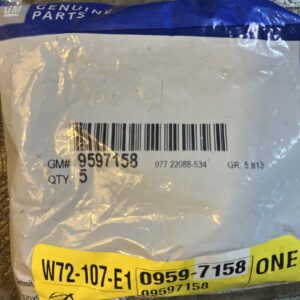 GM
GENUINE
PARTS
GM# 9597158 077 22088-534 GR. 5.813
QTY 5
W72-107-E1 0959-7158 ONE
09597158